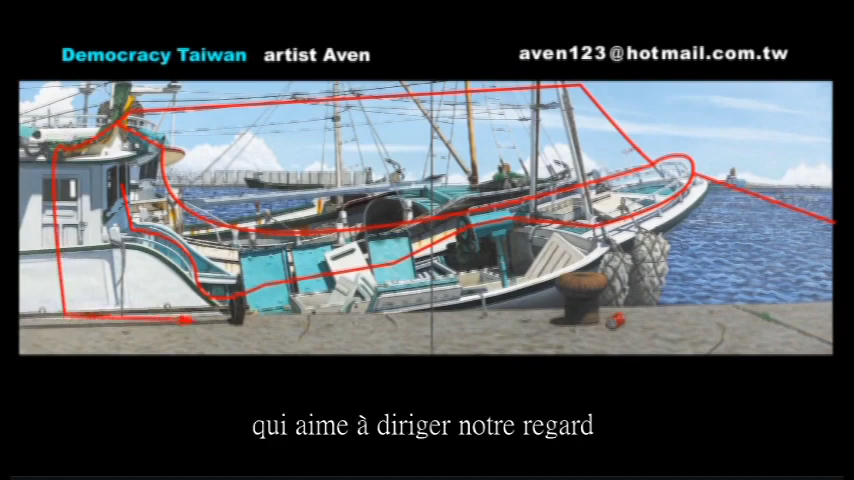 Democracy Taiwan artist Aven
aven123@hotmail.com.tw
qui aime à diriger notre regard